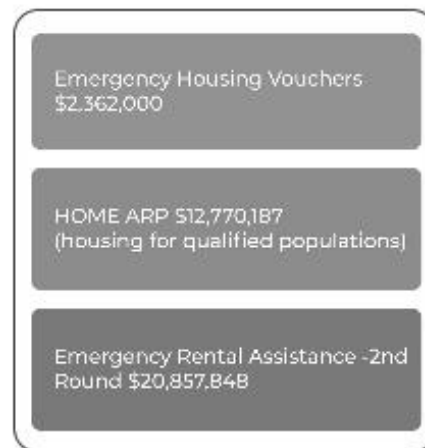 Emergency Housing Vouchers
$2,362,000
HOME ARP $12,770,187
(housing for qualified populations)
Emergency Rental Assistance -2nd
Round $20,857,848